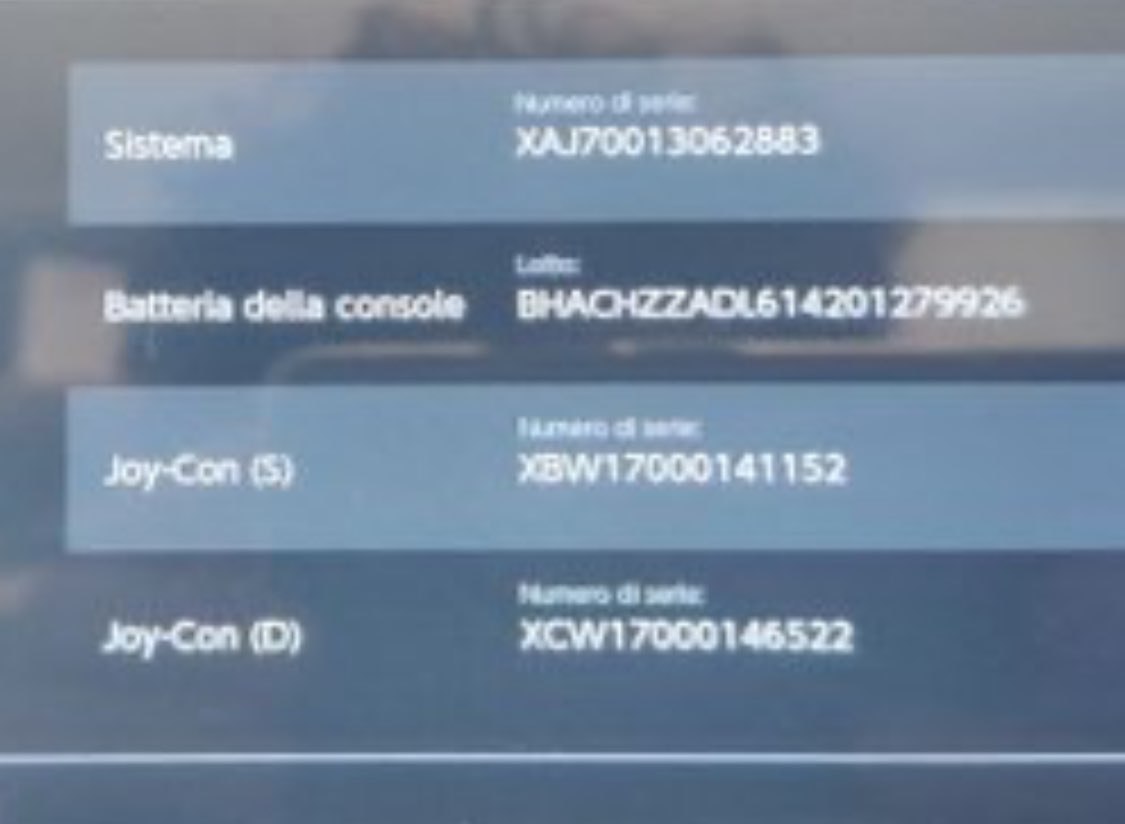 Sistema
Numero di serie:
XAJ70013062883
Batteria della console
Lotto:
BHACHZZADL614201279926
Joy-Con (S)
Numero di serie:
XBW17000141152
Joy-Con (D)
Numero di serie:
XCW17000146522